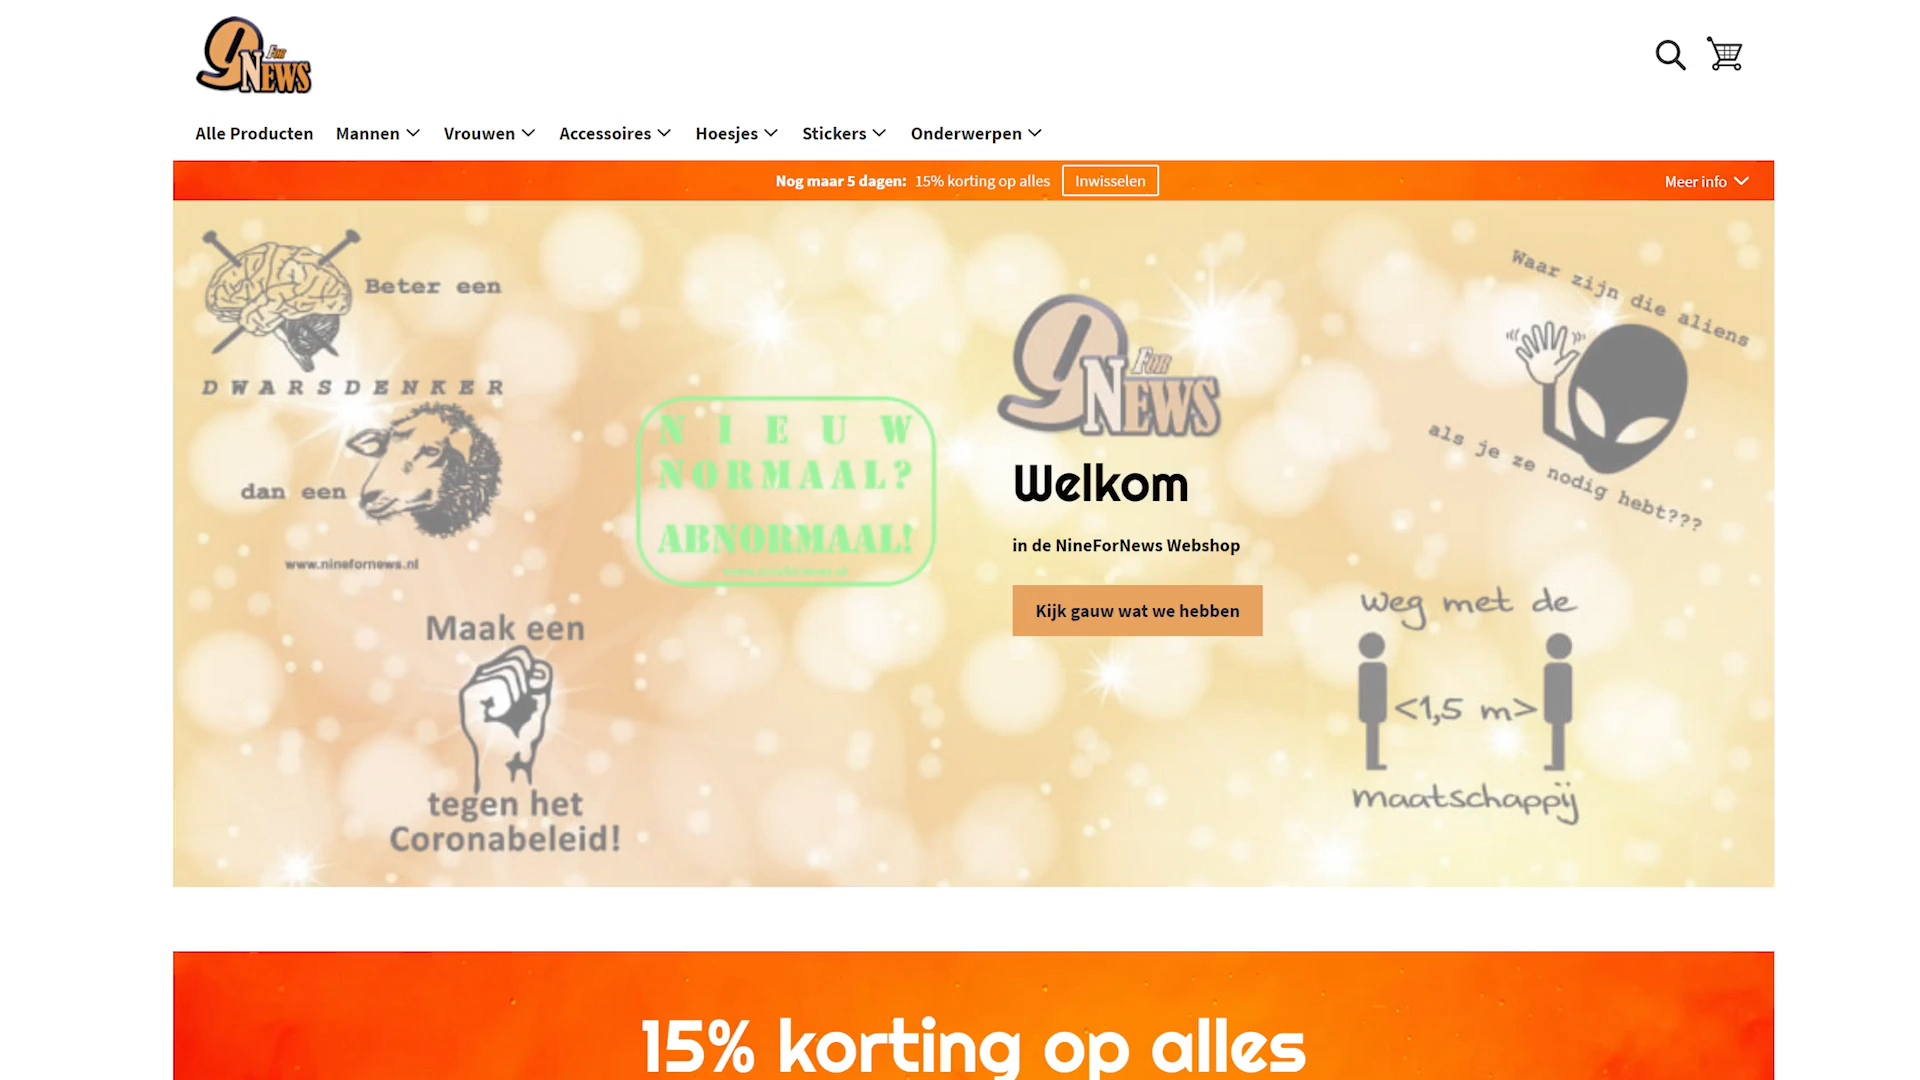 9 FOR NEWS
Alle Producten Mannen Vrouwen Accessoires Hoesjes Stickers Onderwerpen
Nog maar 5 dagen: 15% korting op alles Inwisselen Meer info
Beter een
DWARSDENKER
dan een
www.ninefornews.nl
NIEUW
NORMAAL?
ABNORMAAL!
www.ninefornews.nl
Maak een
tegen het
Coronabeleid!
9 FOR NEWS
Welkom
in de NineForNews Webshop
Kijk gauw wat we hebben
Waar zijn die aliens
als je ze nodig hebt???
weg met de
<1,5 m>
maatschappij
15% korting op alles